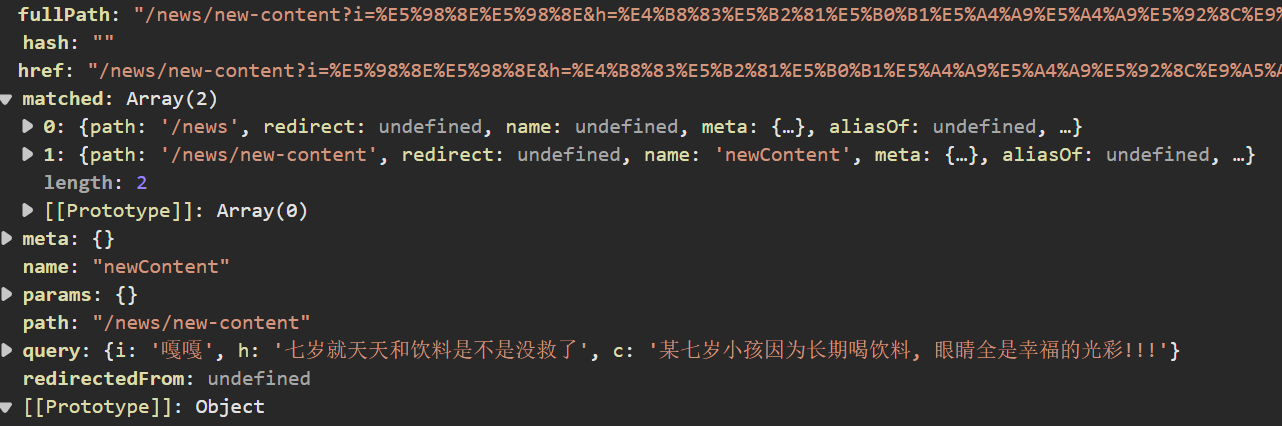 fullPath: "/news/new-content?i=%E5%98%8E%E5%98%8E&h=%E4%B8%83%E5%B2%81%E5%B0%B1%E5%A4%A9%E5%A4%A9%E5%92%8C%E9%
hash: ""
href: "/news/new-content?i=%E5%98%8E%E5%98%8E&h=%E4%B8%83%E5%B2%81%E5%B0%B1%E5%A4%A9%E5%A4%A9%E5%92%8C%E9%A5%A
matched: Array(2)
0: {path: '/news', redirect: undefined, name: undefined, meta: {…}, aliasOf: undefined, …}
1: {path: '/news/new-content', redirect: undefined, name: 'newContent', meta: {…}, aliasOf: undefined, …}
length: 2
[[Prototype]]: Array(0)
meta: {}
name: "newContent"
params: {}
path: "/news/new-content"
query: {i: '嘎嘎', h: '七岁就天天和饮料是不是没救了', c: '某七岁小孩因为长期喝饮料, 眼睛全是幸福的光彩!!!'}
redirectedFrom: undefined
[[Prototype]]: Object